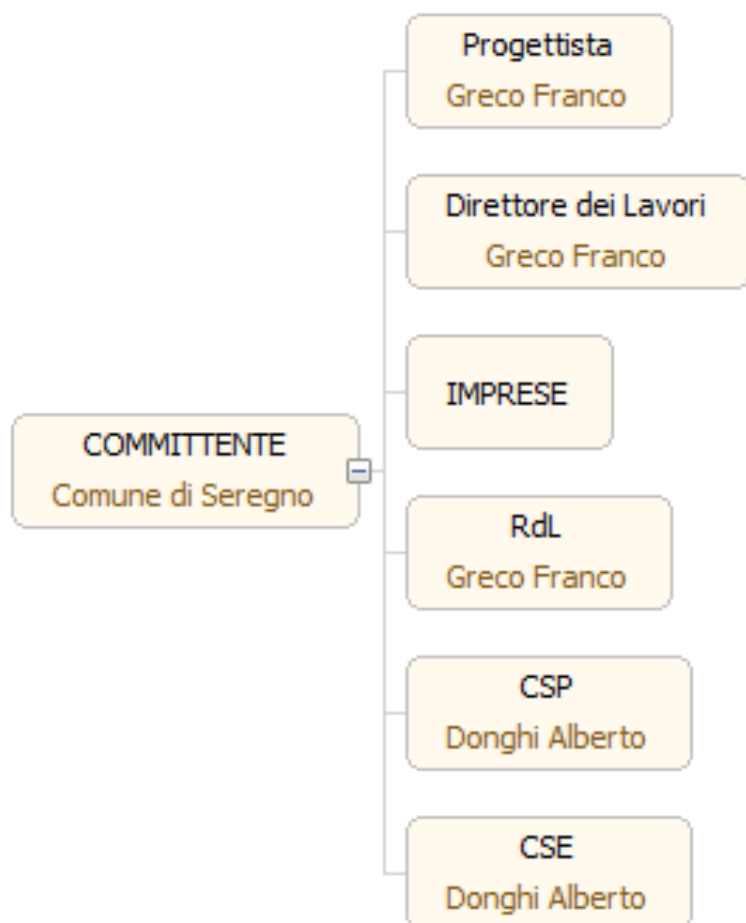 Progettista
Greco Franco
Direttore dei Lavori
Greco Franco
IMPRESE
COMMITTENTE
Comune di Seregno
RdL
Greco Franco
CSP
Donghi Alberto
CSE
Donghi Alberto